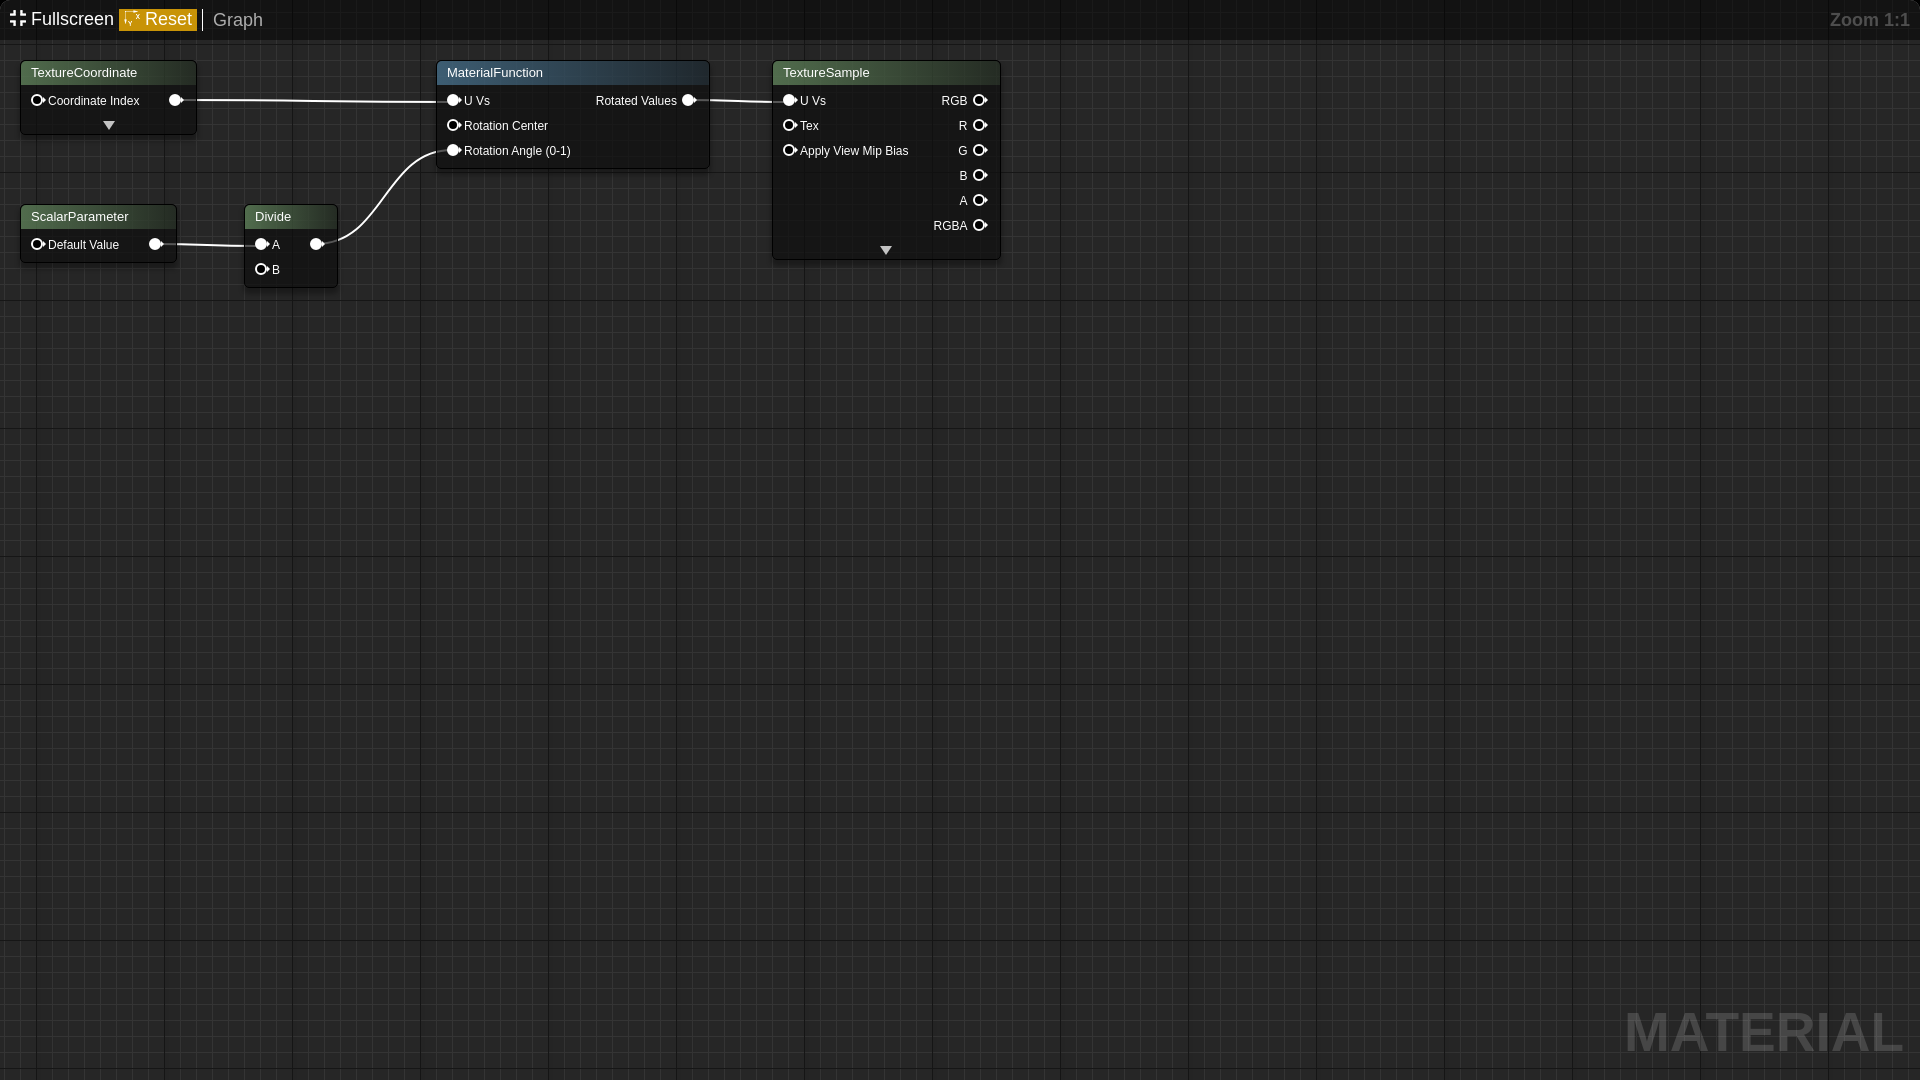 Fullscreen Reset Graph Zoom 1:1
TextureCoordinate
Coordinate Index
MaterialFunction
U Vs Rotated Values
Rotation Center
Rotation Angle (0-1)
TextureSample
U Vs RGB
Tex R
Apply View Mip Bias G
B
A
RGBA
ScalarParameter
Default Value
Divide
A
B
MATERIAL